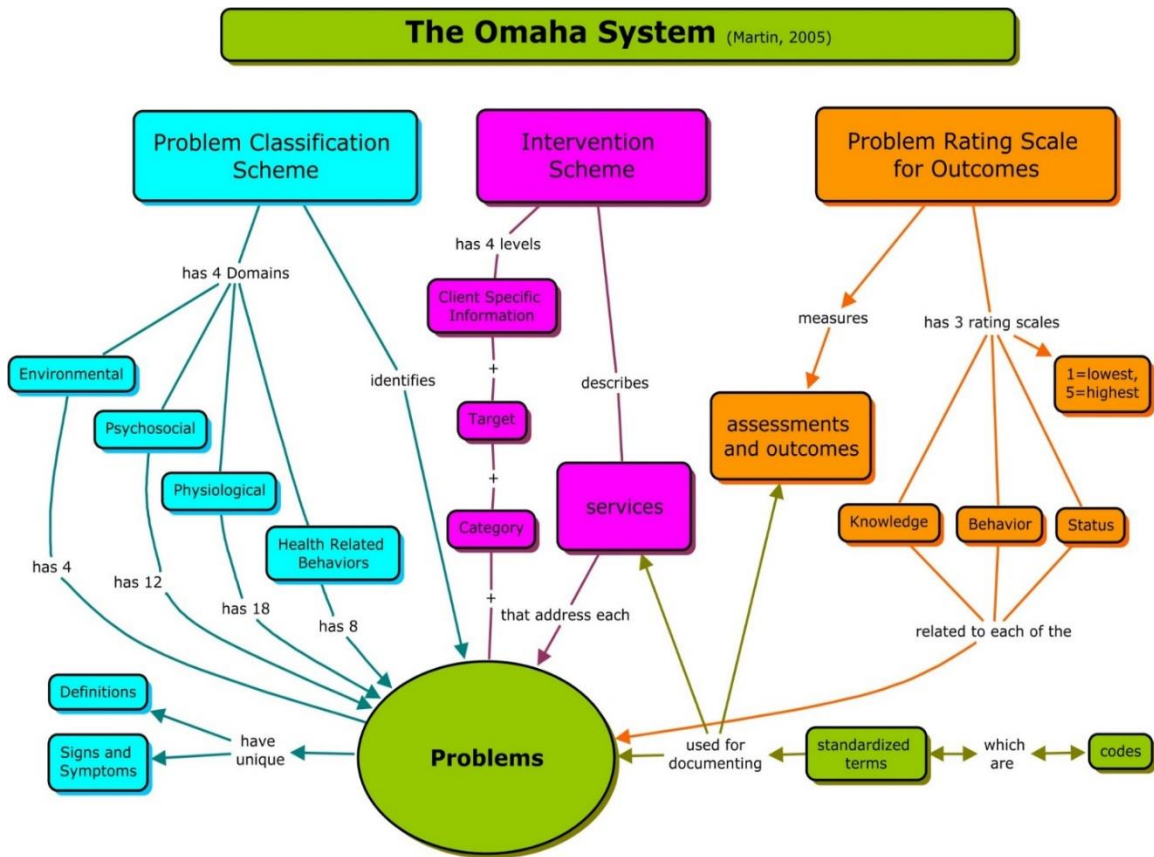 The Omaha System (Martin, 2005)
Problem Classification
Scheme
Intervention
Scheme
Problem Rating Scale
for Outcomes
has 4 levels
has 4 Domains
Client Specific
Information
measures
has 3 rating scales
Environmental
identifies
+
describes
1=lowest,
5=highest
Psychosocial
Target
assessments
and outcomes
+
Physiological
services
Category
Knowledge
Behavior
Status
Health Related
Behaviors
has 4
has 12
has 18
has 8
+
that address each
related to each of the
Definitions
Signs and
Symptoms
have
unique
Problems
used for
documenting
standardized
terms
which
are
codes